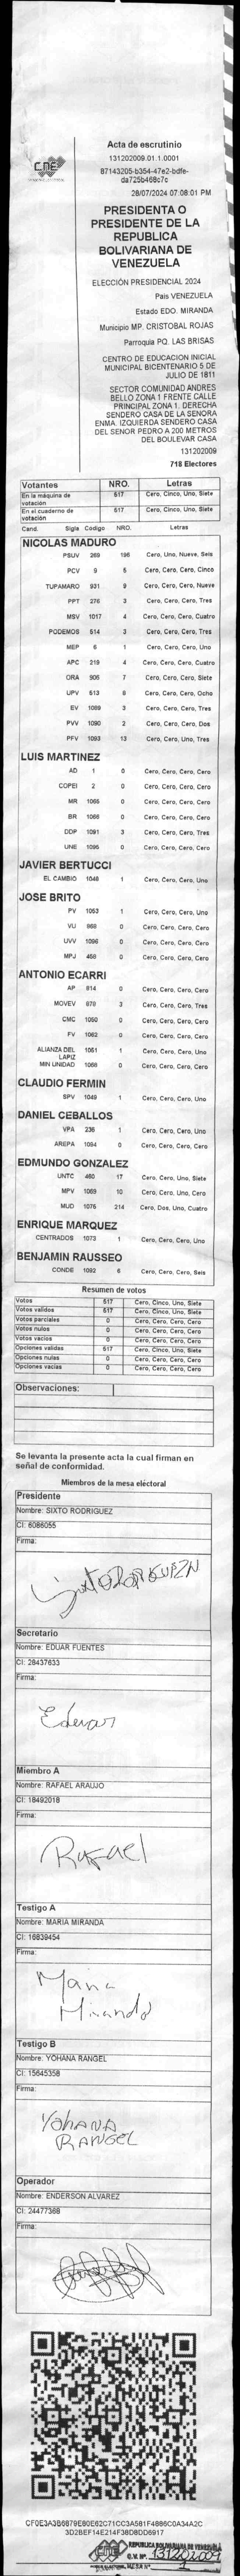 CNE
Acta de escrutinio
131202009.01.1.0001
87143205-b354-47e2-bdfe-
da725b468c7c
28/07/2024 07:08:01 PM
PRESIDENTA O
PRESIDENTE DE LA
REPUBLICA
BOLIVARIANA DE
VENEZUELA
ELECCIÓN PRESIDENCIAL 2024
País VENEZUELA
Estado EDO. MIRANDA
Municipio MP. CRISTOBAL ROJAS
Parroquia PQ. LAS BRISAS
CENTRO DE EDUCACION INICIAL
MUNICIPAL BICENTENARIO 5 DE
JULIO DE 1811
SECTOR COMUNIDAD ANDRES
BELLO ZONA 1 FRENTE CALLE
PRINCIPAL ZONA 1. DERECHA
SENDERO CASA DE LA SENORA
ENMA. IZQUIERDA SENDERO CASA
DEL SENOR PEDRO A 200 METROS
DEL BOULEVAR CASA
131202009
718 Electores
Votantes NRO. Letras
En la máquina de votación 517 Cero, Cinco, Uno, Siete
En el cuaderno de votación 517 Cero, Cinco, Uno, Siete
Cand. Sigla Codigo NRO. Letras
NICOLAS MADURO
PSUV 269 196 Cero, Uno, Nueve, Seis
PCV 9 5 Cero, Cero, Cero, Cinco
TUPAMARO 931 9 Cero, Cero, Cero, Nueve
PPT 276 3 Cero, Cero, Cero, Tres
MSV 1017 4 Cero, Cero, Cero, Cuatro
PODEMOS 514 3 Cero, Cero, Cero, Tres
MEP 6 1 Cero, Cero, Cero, Uno
APC 219 4 Cero, Cero, Cero, Cuatro
ORA 906 7 Cero, Cero, Cero, Siete
UPV 513 8 Cero, Cero, Cero, Ocho
EV 1089 3 Cero, Cero, Cero, Tres
PVV 1090 2 Cero, Cero, Cero, Dos
PFV 1093 13 Cero, Cero, Uno, Tres
LUIS MARTINEZ
AD 1 0 Cero, Cero, Cero, Cero
COPEI 2 0 Cero, Cero, Cero, Cero
MR 1065 0 Cero, Cero, Cero, Cero
BR 1066 0 Cero, Cero, Cero, Cero
DDP 1091 3 Cero, Cero, Cero, Tres
UNE 1095 0 Cero, Cero, Cero, Cero
JAVIER BERTUCCI
EL CAMBIO 1048 1 Cero, Cero, Cero, Uno
JOSE BRITO
PV 1053 1 Cero, Cero, Cero, Uno
VU 968 0 Cero, Cero, Cero, Cero
UVV 1096 0 Cero, Cero, Cero, Cero
MPJ 458 0 Cero, Cero, Cero, Cero
ANTONIO ECARRI
AP 814 0 Cero, Cero, Cero, Cero
MOVEV 870 3 Cero, Cero, Cero, Tres
CMC 1050 0 Cero, Cero, Cero, Cero
FV 1062 0 Cero, Cero, Cero, Cero
ALIANZA DEL LAPIZ 1051 1 Cero, Cero, Cero, Uno
MIN UNIDAD 1068 0 Cero, Cero, Cero, Cero
CLAUDIO FERMIN
SPV 1049 1 Cero, Cero, Cero, Uno
DANIEL CEBALLOS
VPA 236 1 Cero, Cero, Cero, Uno
AREPA 1094 0 Cero, Cero, Cero, Cero
EDMUNDO GONZALEZ
UNTC 460 17 Cero, Cero, Uno, Siete
MPV 1069 10 Cero, Cero, Uno, Cero
MUD 1076 214 Cero, Dos, Uno, Cuatro
ENRIQUE MARQUEZ
CENTRADOS 1073 1 Cero, Cero, Cero, Uno
BENJAMIN RAUSSEO
CONDE 1092 6 Cero, Cero, Cero, Seis
Resumen de votos
Votos 517 Cero, Cinco, Uno, Siete
Votos validos 517 Cero, Cinco, Uno, Siete
Votos parciales 0 Cero, Cero, Cero, Cero
Votos nulos 0 Cero, Cero, Cero, Cero
Votos vacíos 0 Cero, Cero, Cero, Cero
Opciones validas 517 Cero, Cinco, Uno, Siete
Opciones nulas 0 Cero, Cero, Cero, Cero
Opciones vacías 0 Cero, Cero, Cero, Cero
Observaciones:
Se levanta la presente acta la cual firman en
señal de conformidad.
Miembros de la mesa electoral
Presidente
Nombre: SIXTO RODRIGUEZ
CI: 6086055
Firma:
Secretario
Nombre: EDUAR FUENTES
CI: 28437633
Firma:
Eduar
Miembro A
Nombre: RAFAEL ARAUJO
CI: 18492018
Firma:
Rafael
Testigo A
Nombre: MARIA MIRANDA
CI: 16839454
Firma:
Maria
Miranda
Testigo B
Nombre: YOHANA RANGEL
CI: 15645358
Firma:
YOHANA
RANGEL
Operador
Nombre: ENDERSON ALVAREZ
CI: 24477368
Firma:
CF0E3A3B6879E80E62C71CC3A581F4886C0A34A2C
3D2BEF14E214F38D8DD6917
CNE
REPUBLICA BOLIVARIANA DE VENEZUELA
C.V. Nº. 131202009
MESA Nº 1